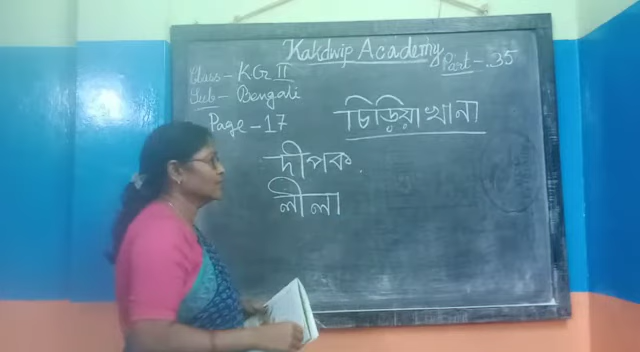 Kakdwip Academy
Part-35
Class - KG II
Sub - Bengali
Page - 17
চিড়িয়াখানা
দীপক
লীলা